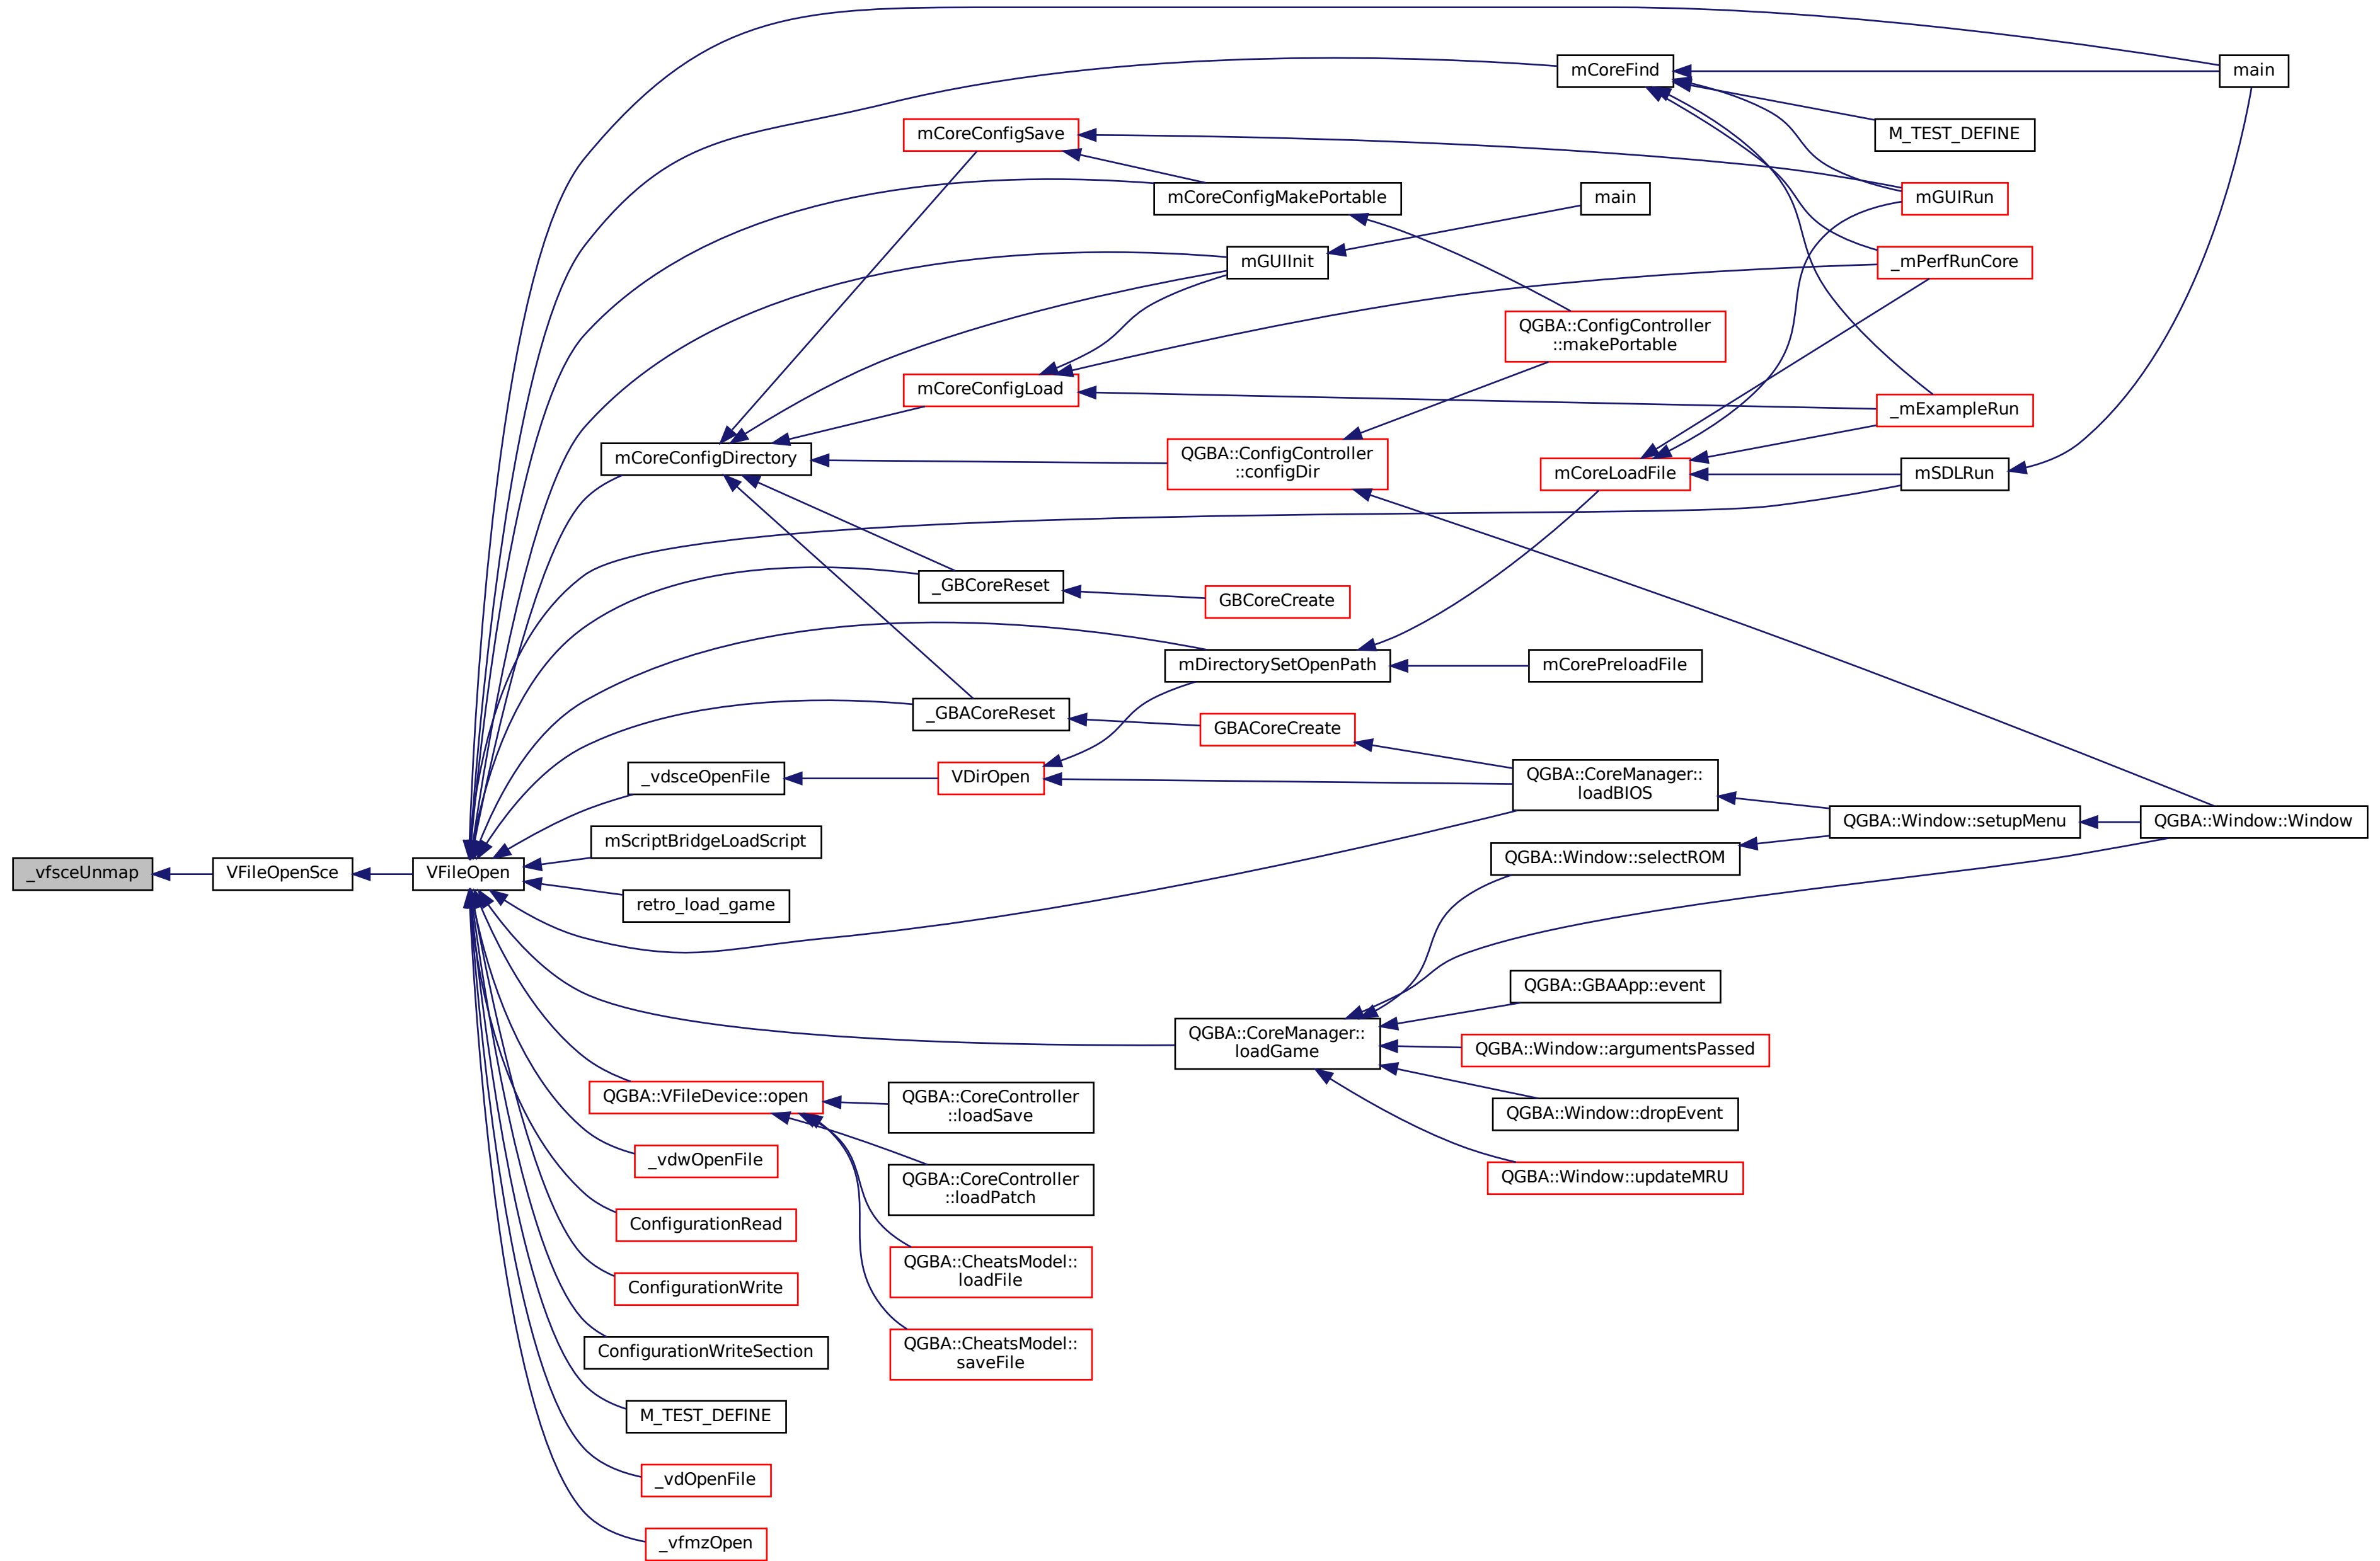 main
mCoreFind
M_TEST_DEFINE
mCoreConfigSave
mCoreConfigMakePortable
main
mGUIRun
mGUIInit
_mPerfRunCore
QGBA::ConfigController
::makePortable
mCoreConfigLoad
_mExampleRun
mCoreConfigDirectory
QGBA::ConfigController
::configDir
mCoreLoadFile
mSDLRun
_GBCoreReset
GBCoreCreate
mDirectorySetOpenPath
mCorePreloadFile
_GBACoreReset
GBACoreCreate
_vdsceOpenFile
VDirOpen
QGBA::CoreManager::
loadBIOS
QGBA::Window::setupMenu
QGBA::Window::Window
mScriptBridgeLoadScript
QGBA::Window::selectROM
_vfsceUnmap
VFileOpenSce
VFileOpen
retro_load_game
QGBA::GBAApp::event
QGBA::CoreManager::
loadGame
QGBA::Window::argumentsPassed
QGBA::VFileDevice::open
QGBA::CoreController
::loadSave
QGBA::Window::dropEvent
_vdwOpenFile
QGBA::CoreController
::loadPatch
QGBA::Window::updateMRU
ConfigurationRead
QGBA::CheatsModel::
loadFile
ConfigurationWrite
ConfigurationWriteSection
QGBA::CheatsModel::
saveFile
M_TEST_DEFINE
_vdOpenFile
_vfmzOpen